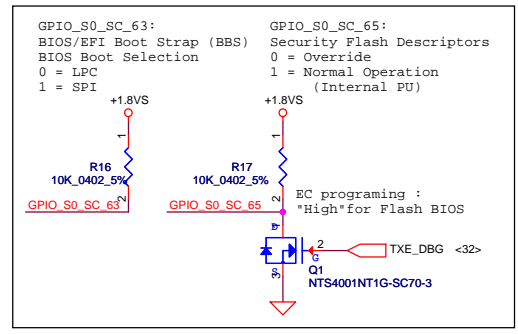 GPIO_S0_SC_63:
BIOS/EFI Boot Strap (BBS)
BIOS Boot Selection
0 = LPC
1 = SPI
GPIO_S0_SC_65:
Security Flash Descriptors
0 = Override
1 = Normal Operation
(Internal PU)
+1.8VS
+1.8VS
1
1
R16
10K_0402_5%
R17
10K_0402_5%
2
2
GPIO_S0_SC_63
GPIO_S0_SC_65
EC programing :
"High"for Flash BIOS
D
2
G
TXE_DBG <32>
S
3
Q1
NTS4001NT1G-SC70-3